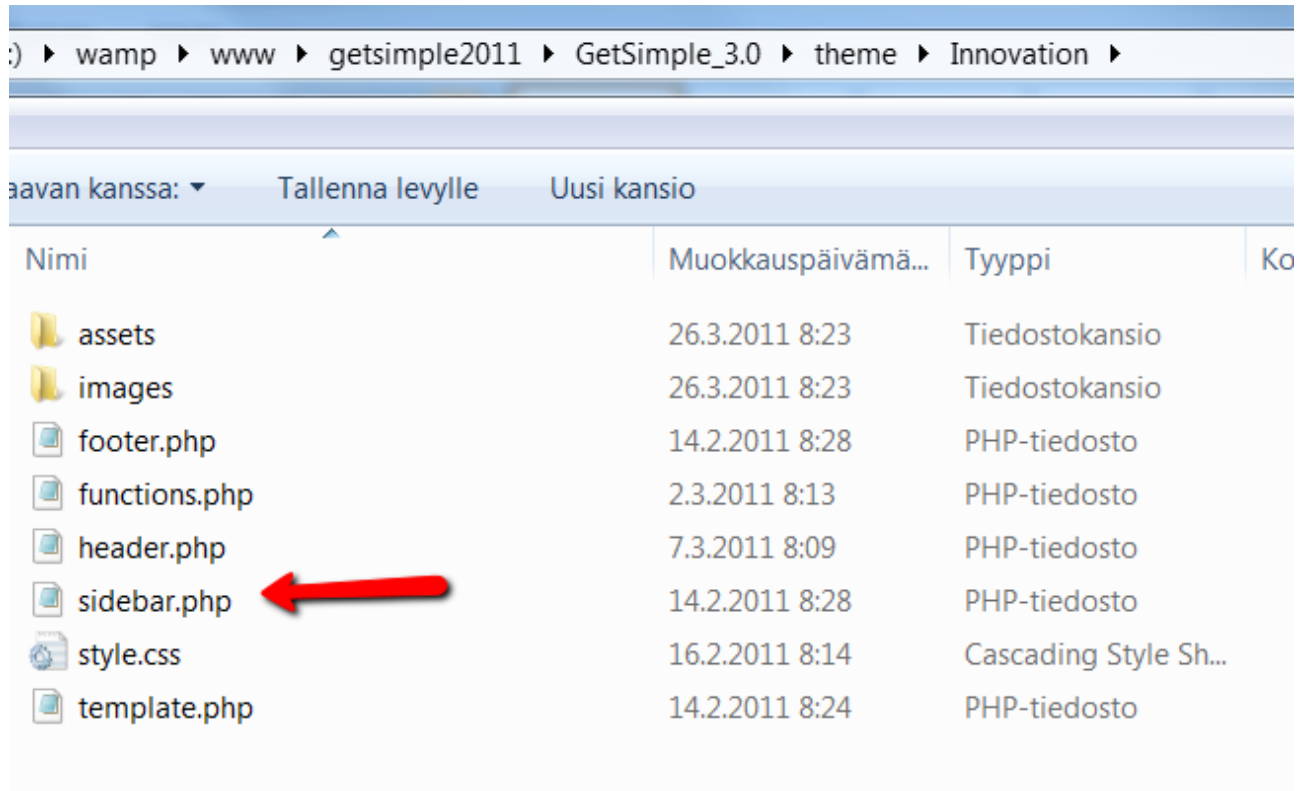 :) ▸ wamp ▸ www ▸ getsimple2011 ▸ GetSimple_3.0 ▸ theme ▸ Innovation ▸
aavan kanssa: Tallenna levylle Uusi kansio
Nimi Muokkauspäivämä... Tyyppi Ko
assets 26.3.2011 8:23 Tiedostokansio
images 26.3.2011 8:23 Tiedostokansio
footer.php 14.2.2011 8:28 PHP-tiedosto
functions.php 2.3.2011 8:13 PHP-tiedosto
header.php 7.3.2011 8:09 PHP-tiedosto
sidebar.php 14.2.2011 8:28 PHP-tiedosto
style.css 16.2.2011 8:14 Cascading Style Sh...
template.php 14.2.2011 8:24 PHP-tiedosto